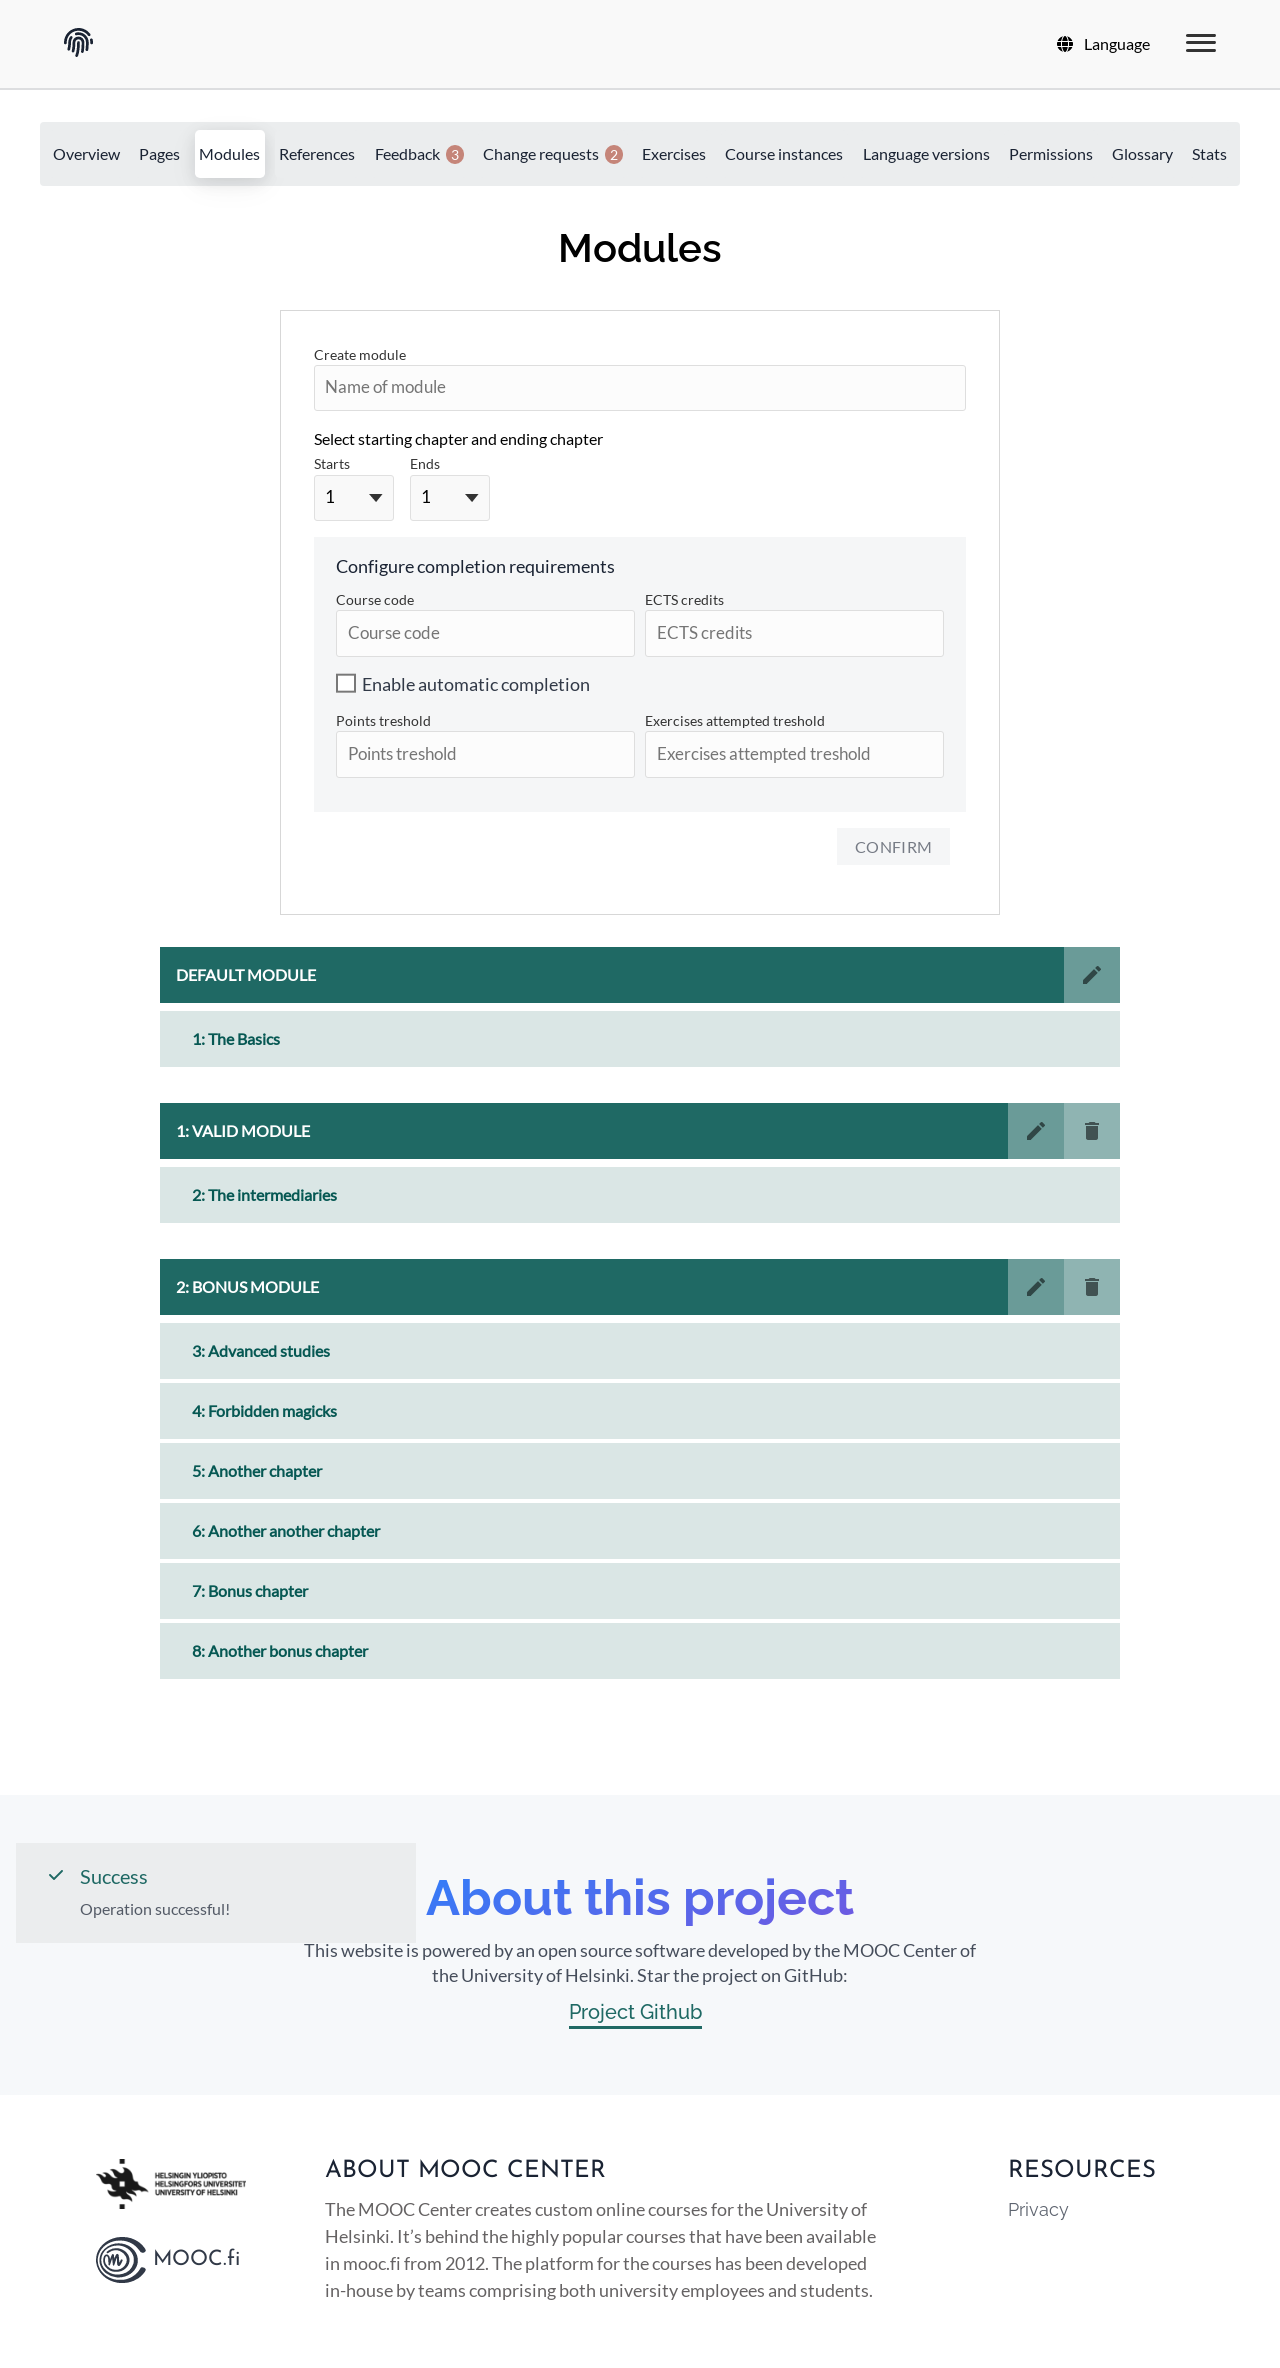 Language
Overview Pages Modules References Feedback 3 Change requests 2 Exercises Course instances Language versions Permissions Glossary Stats
Modules
Create module
Name of module
Select starting chapter and ending chapter
Starts Ends
1 1
Configure completion requirements
Course code ECTS credits
Course code ECTS credits
Enable automatic completion
Points treshold Exercises attempted treshold
Points treshold Exercises attempted treshold
CONFIRM
DEFAULT MODULE
1: The Basics
1: VALID MODULE
2: The intermediaries
2: BONUS MODULE
3: Advanced studies
4: Forbidden magicks
5: Another chapter
6: Another another chapter
7: Bonus chapter
8: Another bonus chapter
Success
Operation successful!
About this project
This website is powered by an open source software developed by the MOOC Center of
the University of Helsinki. Star the project on GitHub:
Project Github
HELSINGIN YLIOPISTO
HELSINGFORS UNIVERSITET
UNIVERSITY OF HELSINKI
MOOC.fi
ABOUT MOOC CENTER
The MOOC Center creates custom online courses for the University of
Helsinki. It’s behind the highly popular courses that have been available
in mooc.fi from 2012. The platform for the courses has been developed
in-house by teams comprising both university employees and students.
RESOURCES
Privacy